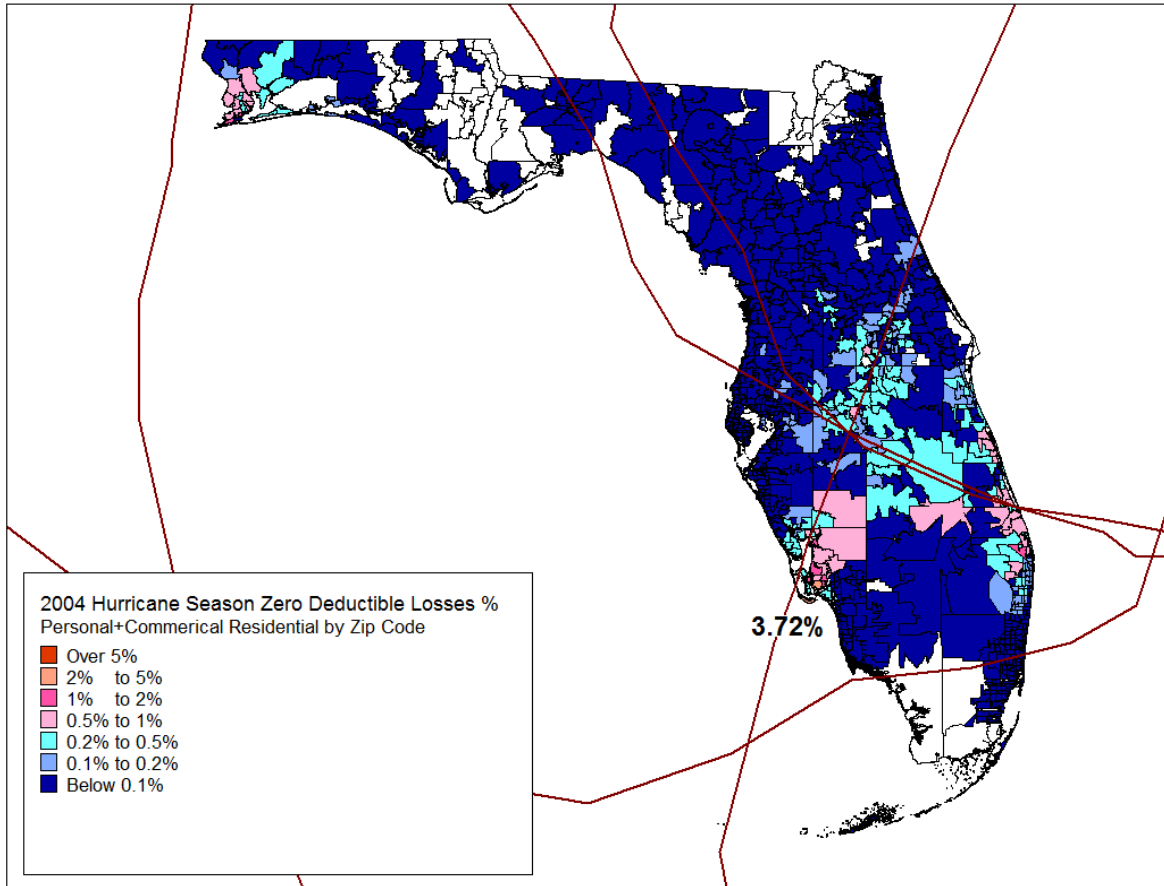 3.72%
2004 Hurricane Season Zero Deductible Losses %
Personal+Commerical Residential by Zip Code
Over 5%
2% to 5%
1% to 2%
0.5% to 1%
0.2% to 0.5%
0.1% to 0.2%
Below 0.1%